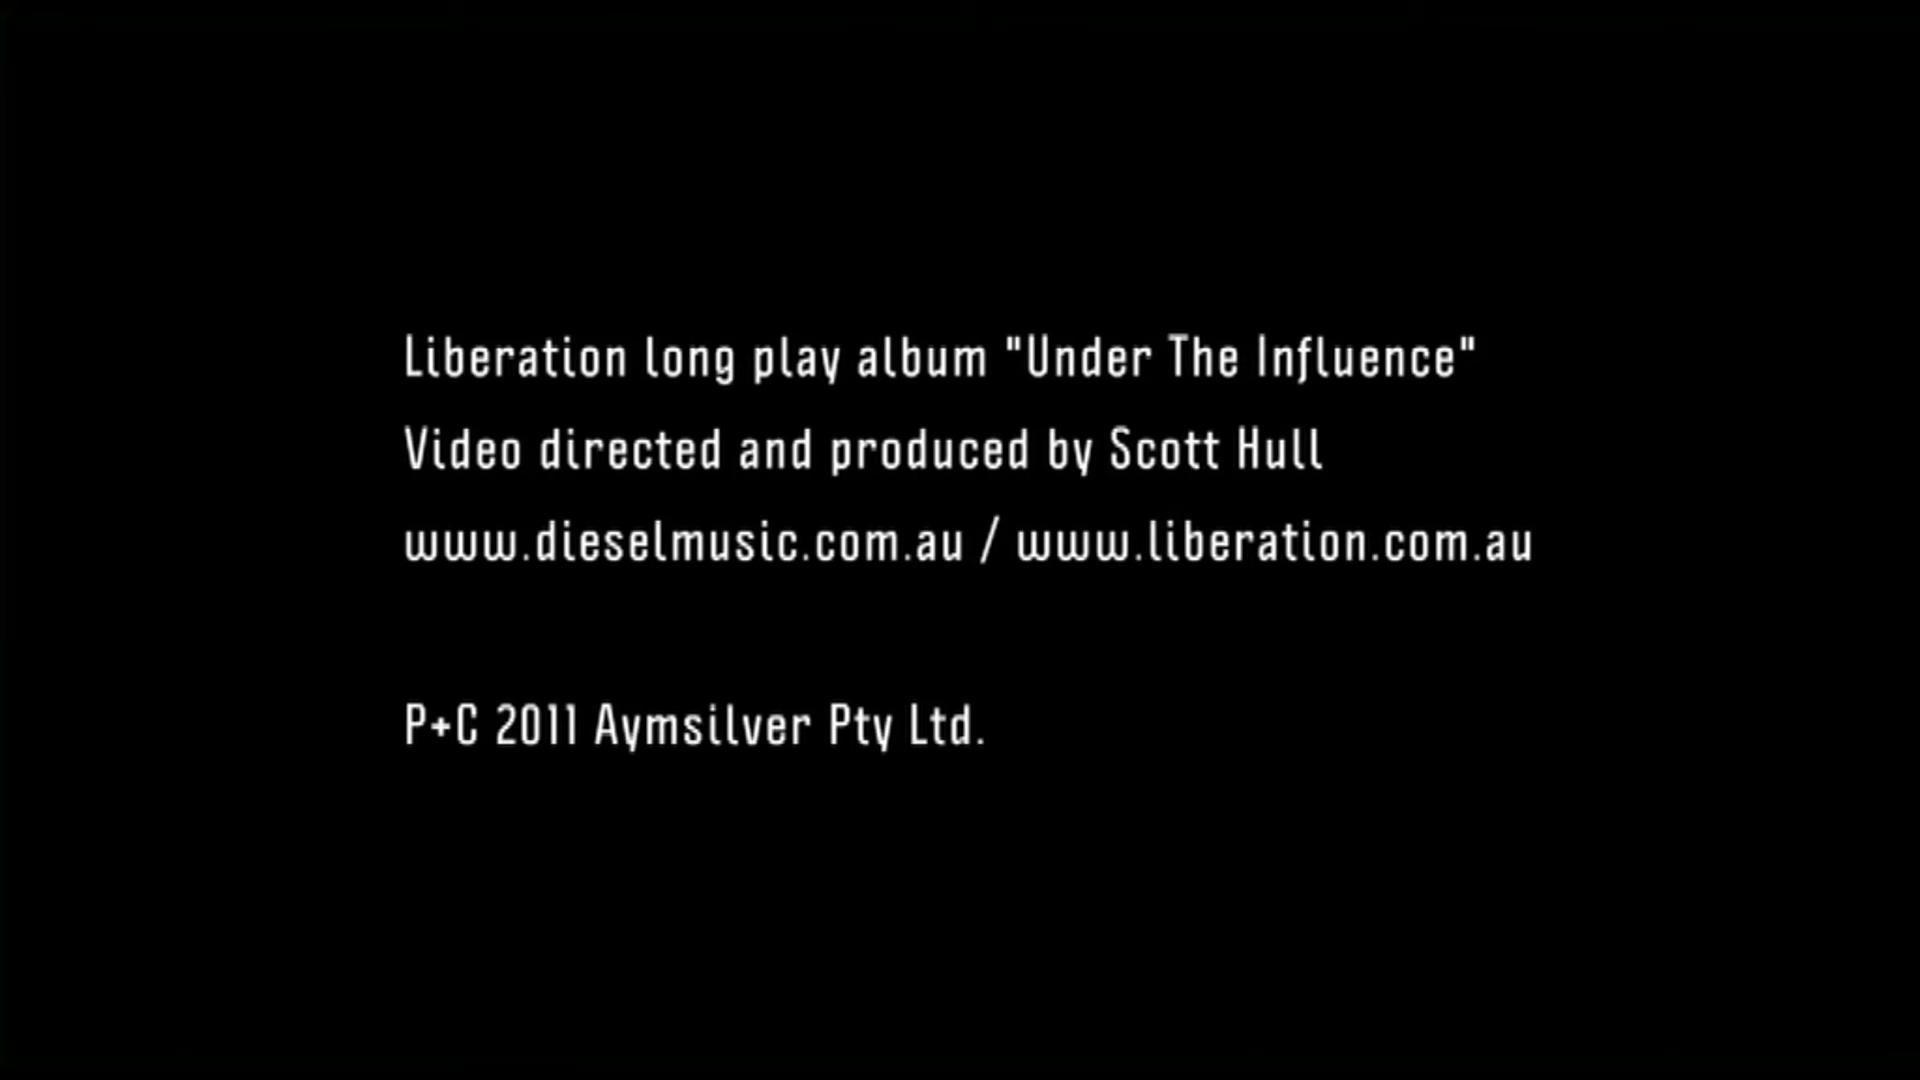 Liberation long play album "Under The Influence"
Video directed and produced by Scott Hull
www.dieselmusic.com.au / www.liberation.com.au
P+C 2011 Aymsilver Pty Ltd.